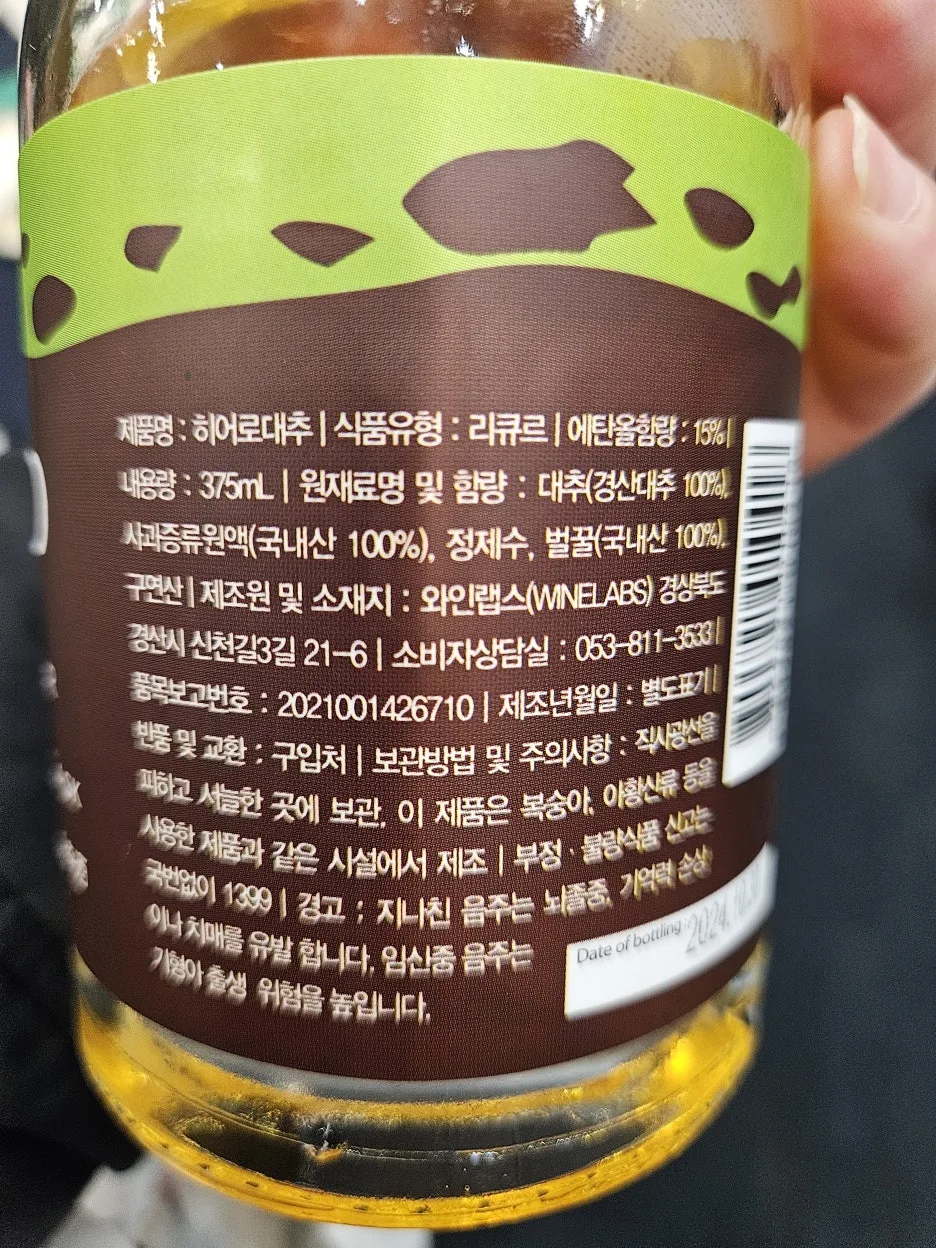 제품명 : 히어로대추 | 식품유형 : 리큐르 | 에탄올함량 : 15% |
내용량 : 375mL | 원재료명 및 함량 : 대추(경산대추 100%),
사과증류원액(국내산 100%), 정제수, 벌꿀(국내산 100%),
구연산 | 제조원 및 소재지 : 와인랩스(WINELABS) 경상북도
경산시 신천길3길 21-6 | 소비자상담실 : 053-811-3533 |
품목보고번호 : 2021001426710 | 제조년월일 : 별도표기 |
반품 및 교환 : 구입처 | 보관방법 및 주의사항 : 직사광선을
피하고 서늘한 곳에 보관, 이 제품은 복숭아, 아황산류 등을
사용한 제품과 같은 시설에서 제조 | 부정 · 불량식품 신고는
국번없이 1399 | 경고 ; 지나친 음주는 뇌졸중, 기억력 손상
이나 치매를 유발 합니다. 임신중 음주는
기형아 출생 위험을 높입니다.
Date of bottling : 2024.